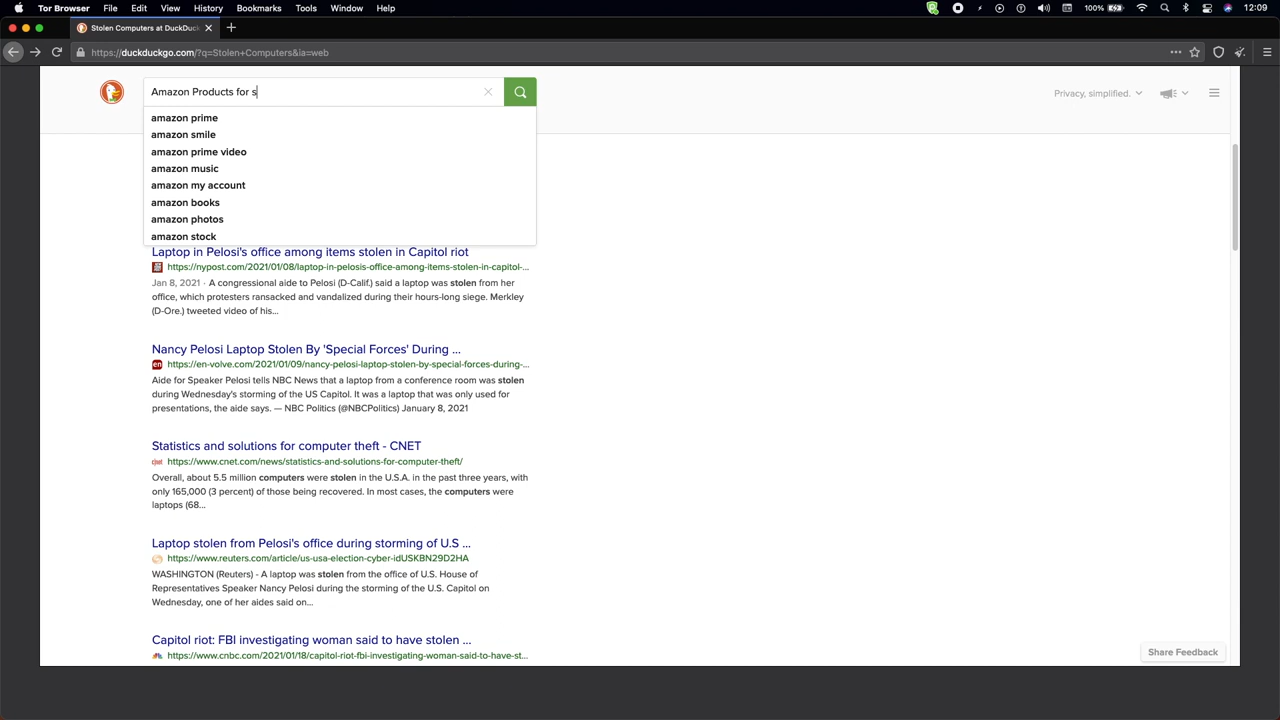 Tor Browser File Edit View History Bookmarks Tools Window Help 100% 12:09
Stolen Computers at DuckDuck
https://duckduckgo.com/?q=Stolen+Computers&ia=web
Amazon Products for s
Privacy, simplified.
amazon prime
amazon smile
amazon prime video
amazon music
amazon my account
amazon books
amazon photos
amazon stock
Laptop in Pelosi's office among items stolen in Capitol riot
https://nypost.com/2021/01/08/laptop-in-pelosis-office-among-items-stolen-in-capitol-...
Jan 8, 2021 · A congressional aide to Pelosi (D-Calif.) said a laptop was stolen from her
office, which protesters ransacked and vandalized during their hours-long siege. Merkley
(D-Ore.) tweeted video of his...
Nancy Pelosi Laptop Stolen By 'Special Forces' During ...
en https://en-volve.com/2021/01/09/nancy-pelosi-laptop-stolen-by-special-forces-during-...
Aide for Speaker Pelosi tells NBC News that a laptop from a conference room was stolen
during Wednesday's storming of the US Capitol. It was a laptop that was only used for
presentations, the aide says. — NBC Politics (@NBCPolitics) January 8, 2021
Statistics and solutions for computer theft - CNET
cnet https://www.cnet.com/news/statistics-and-solutions-for-computer-theft/
Overall, about 5.5 million computers were stolen in the U.S.A. in the past three years, with
only 165,000 (3 percent) of those being recovered. In most cases, the computers were
laptops (68...
Laptop stolen from Pelosi's office during storming of U.S ...
https://www.reuters.com/article/us-usa-election-cyber-idUSKBN29D2HA
WASHINGTON (Reuters) - A laptop was stolen from the office of U.S. House of
Representatives Speaker Nancy Pelosi during the storming of the U.S. Capitol on
Wednesday, one of her aides said on...
Capitol riot: FBI investigating woman said to have stolen ...
https://www.cnbc.com/2021/01/18/capitol-riot-fbi-investigating-woman-said-to-have-st...
Share Feedback